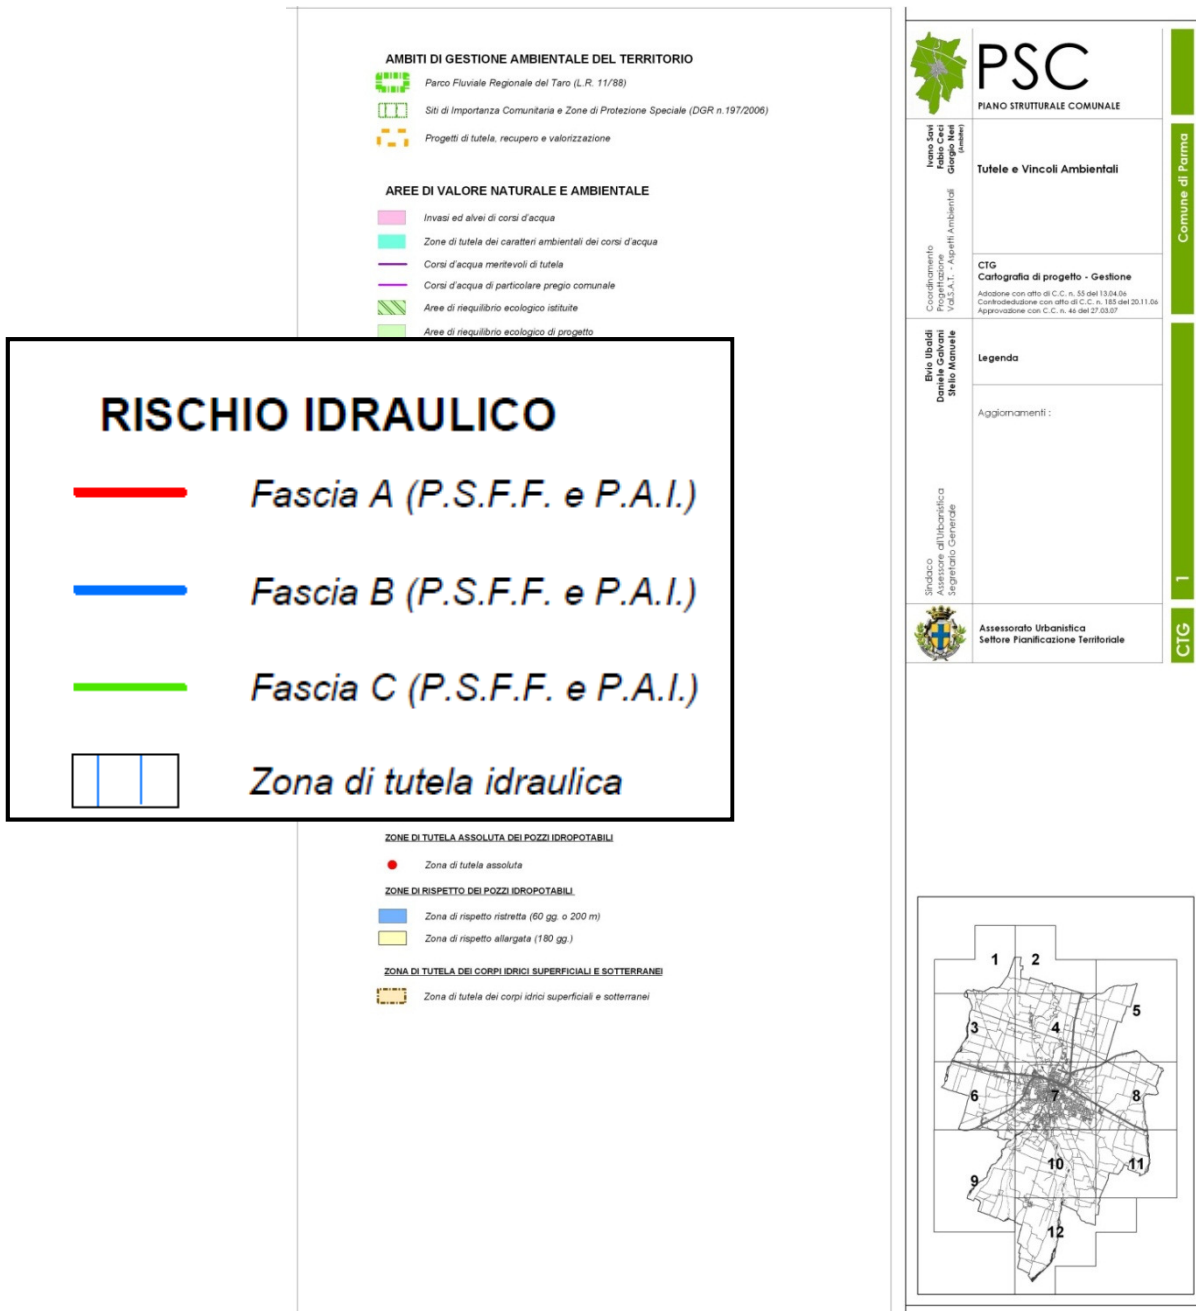 AMBITI DI GESTIONE AMBIENTALE DEL TERRITORIO
Parco Fluviale Regionale del Taro (L.R. 11/88)
Siti di Importanza Comunitaria e Zone di Protezione Speciale (DGR n.197/2006)
Progetti di tutela, recupero e valorizzazione
AREE DI VALORE NATURALE E AMBIENTALE
Invasi ed alvei di corsi d'acqua
Zone di tutela dei caratteri ambientali dei corsi d'acqua
Corsi d'acqua meritevoli di tutela
Corsi d'acqua di particolare pregio comunale
Aree di riequilibrio ecologico istituite
Aree di riequilibrio ecologico di progetto
RISCHIO IDRAULICO
Fascia A (P.S.F.F. e P.A.I.)
Fascia B (P.S.F.F. e P.A.I.)
Fascia C (P.S.F.F. e P.A.I.)
Zona di tutela idraulica
ZONE DI TUTELA ASSOLUTA DEI POZZI IDROPOTABILI
Zona di tutela assoluta
ZONE DI RISPETTO DEI POZZI IDROPOTABILI
Zona di rispetto ristretta (60 gg. o 200 m)
Zona di rispetto allargata (180 gg.)
ZONA DI TUTELA DEI CORPI IDRICI SUPERFICIALI E SOTTERRANEI
Zona di tutela dei corpi idrici superficiali e sotterranei
PSC
PIANO STRUTTURALE COMUNALE
Ivano Savi
Fabio Ceci
Giorgio Neri
(Ambiter)
Coordinamento
Progettazione
Val.S.A.T. - Aspetti Ambientali
Tutele e Vincoli Ambientali
CTG
Cartografia di progetto - Gestione
Adozione con atto di C.C. n. 55 del 13.04.06
Controdeduzione con atto di C.C. n. 185 del 20.11.06
Approvazione con C.C. n. 46 del 27.03.07
Elvio Ubaldi
Daniele Galvani
Stelio Manuele
Sindaco
Assessore all'Urbanistica
Segretario Generale
Legenda
Aggiornamenti :
Assessorato Urbanistica
Settore Pianificazione Territoriale
Comune di Parma
1
CTG
1
2
3
4
5
6
7
8
9
10
11
12